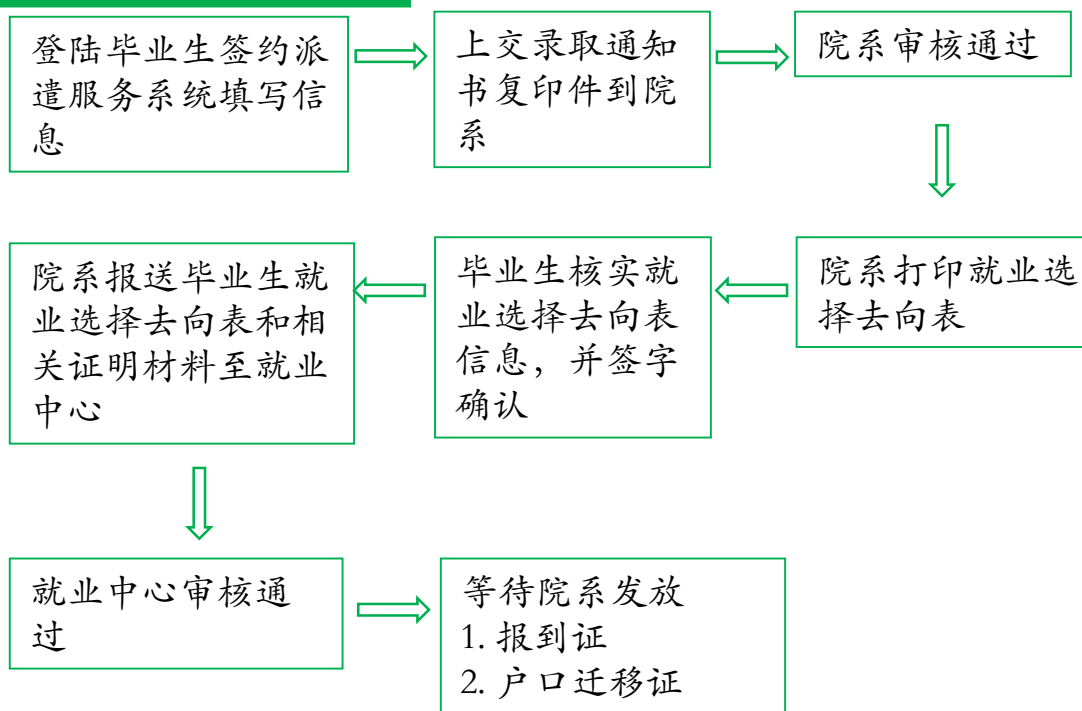 登陆毕业生签约派
遣服务系统填写信
息
上交录取通知
书复印件到院
系
院系审核通过
院系打印就业选
择去向表
毕业生核实就
业选择去向表
信息，并签字
确认
院系报送毕业生就
业选择去向表和相
关证明材料至就业
中心
就业中心审核通
过
等待院系发放
1. 报到证
2. 户口迁移证